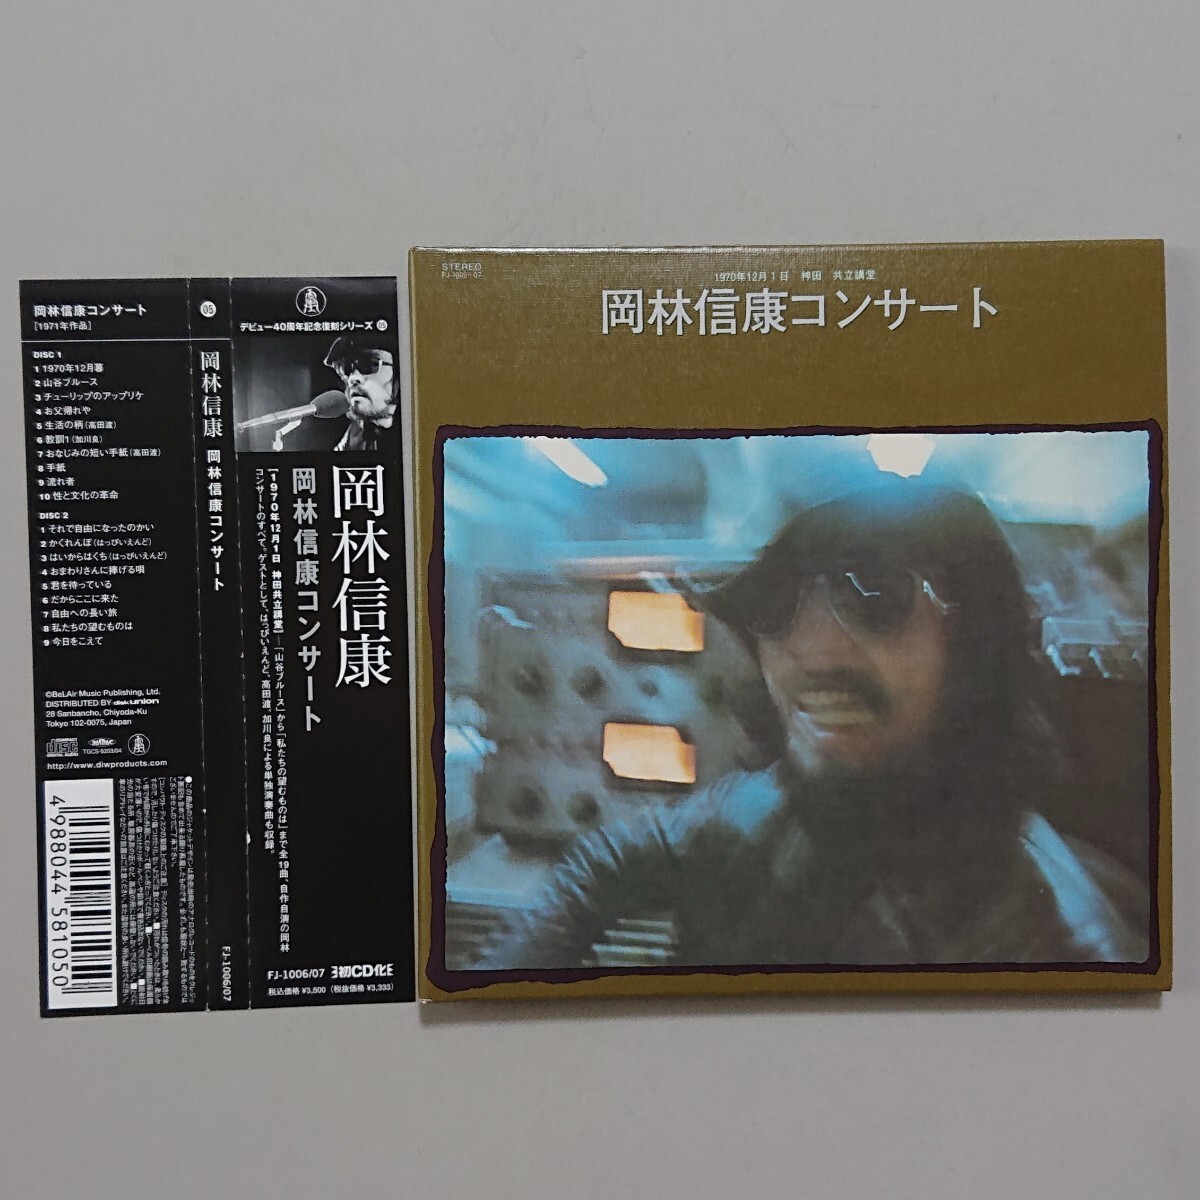 岡林信康コンサート
[1971年作品]
DISC 1
1 1970年12月暮
2 山谷ブルース
3 チューリップのアップリケ
4 お父帰れや
5 生活の柄(高田渡)
6 教訓1(加川良)
7 おなじみの短い手紙(高田渡)
8 手紙
9 流れ者
10 性と文化の革命
DISC 2
1 それで自由になったのかい
2 かくれんぼ(はっぴいえんど)
3 はいからはくち(はっぴいえんど)
4 おまわりさんに捧げる唄
5 君を待っている
6 だからここに来た
7 自由への長い旅
8 私たちの望むものは
9 今日をこえて
©BeLAir Music Publishing, Ltd.
DISTRIBUTED BY diskunion
28 Sanbancho, Chiyoda-Ku
Tokyo 102-0075, Japan
COMPACT disc DIGITAL AUDIO
TGCS-5203/04
http://www.diwproducts.com
4 988044 581050
05
岡林信康
岡林信康コンサート
FJ-1006/07
デビュー40周年記念復刻シリーズ 05
岡林信康
岡林信康コンサート
[1970年12月1日 神田共立講堂]―「山谷ブルース」から「私たちの望むものは」まで全19曲、自作自演の岡林
コンサートのすべて。ゲストとして、はっぴいえんど、高田渡、加川良による単独演奏曲も収録。
FJ-1006/07
初CD化
税込価格 ¥3,500(税抜価格 ¥3,333)
STEREO
FJ-1006~07
1970年12月1日 神田 共立講堂
岡林信康コンサート